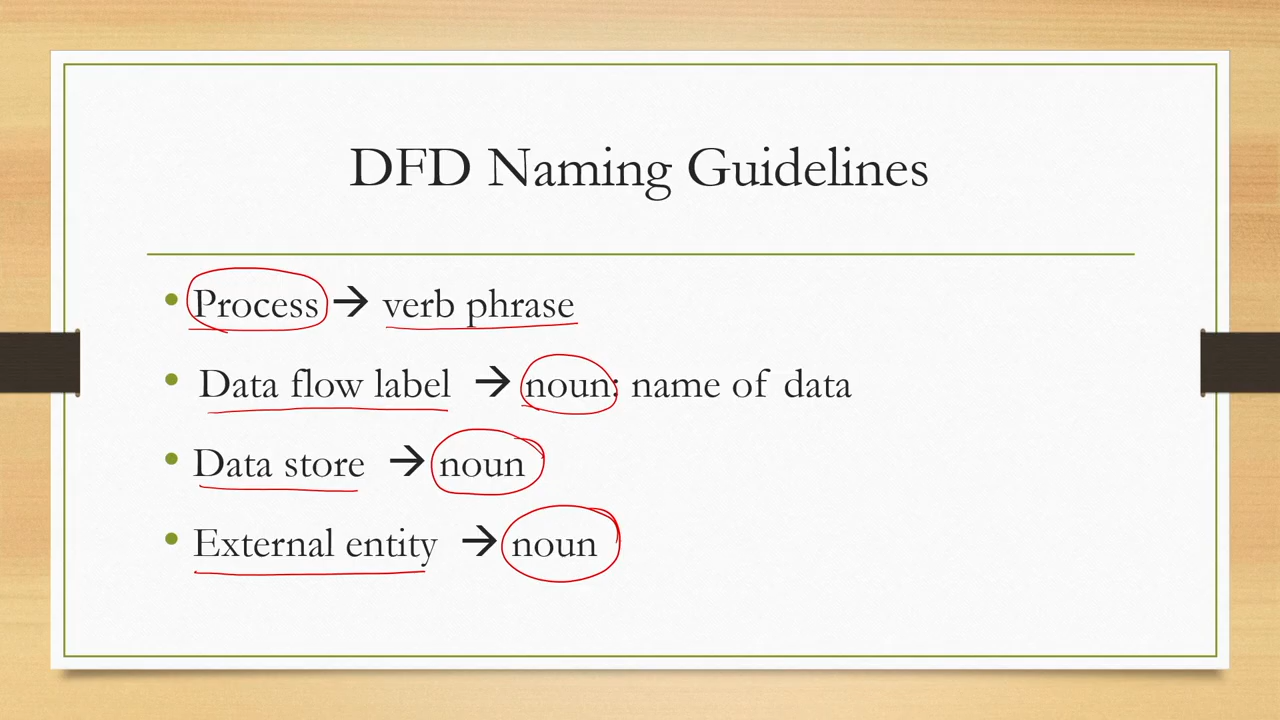 DFD Naming Guidelines
• Process → verb phrase
• Data flow label → noun: name of data
• Data store → noun
• External entity → noun